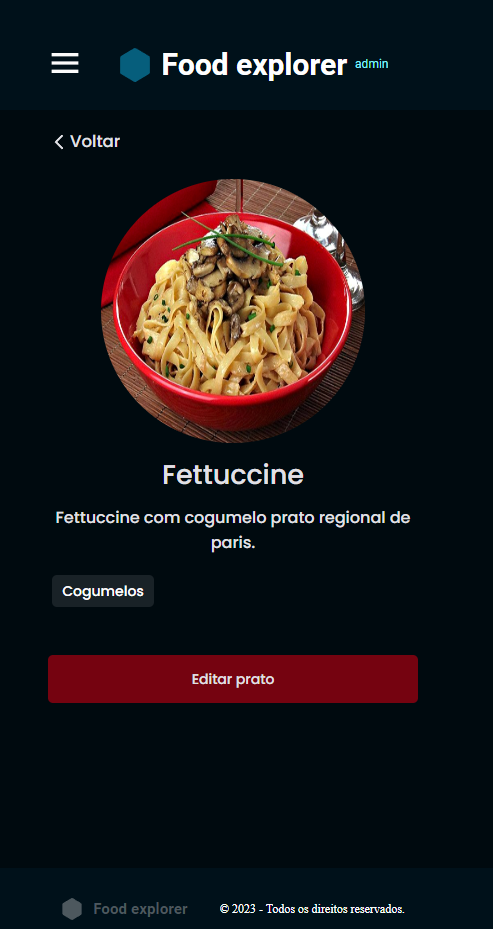 Food explorer admin
Voltar
Fettuccine
Fettuccine com cogumelo prato regional de
paris.
Cogumelos
Editar prato
Food explorer © 2023 - Todos os direitos reservados.